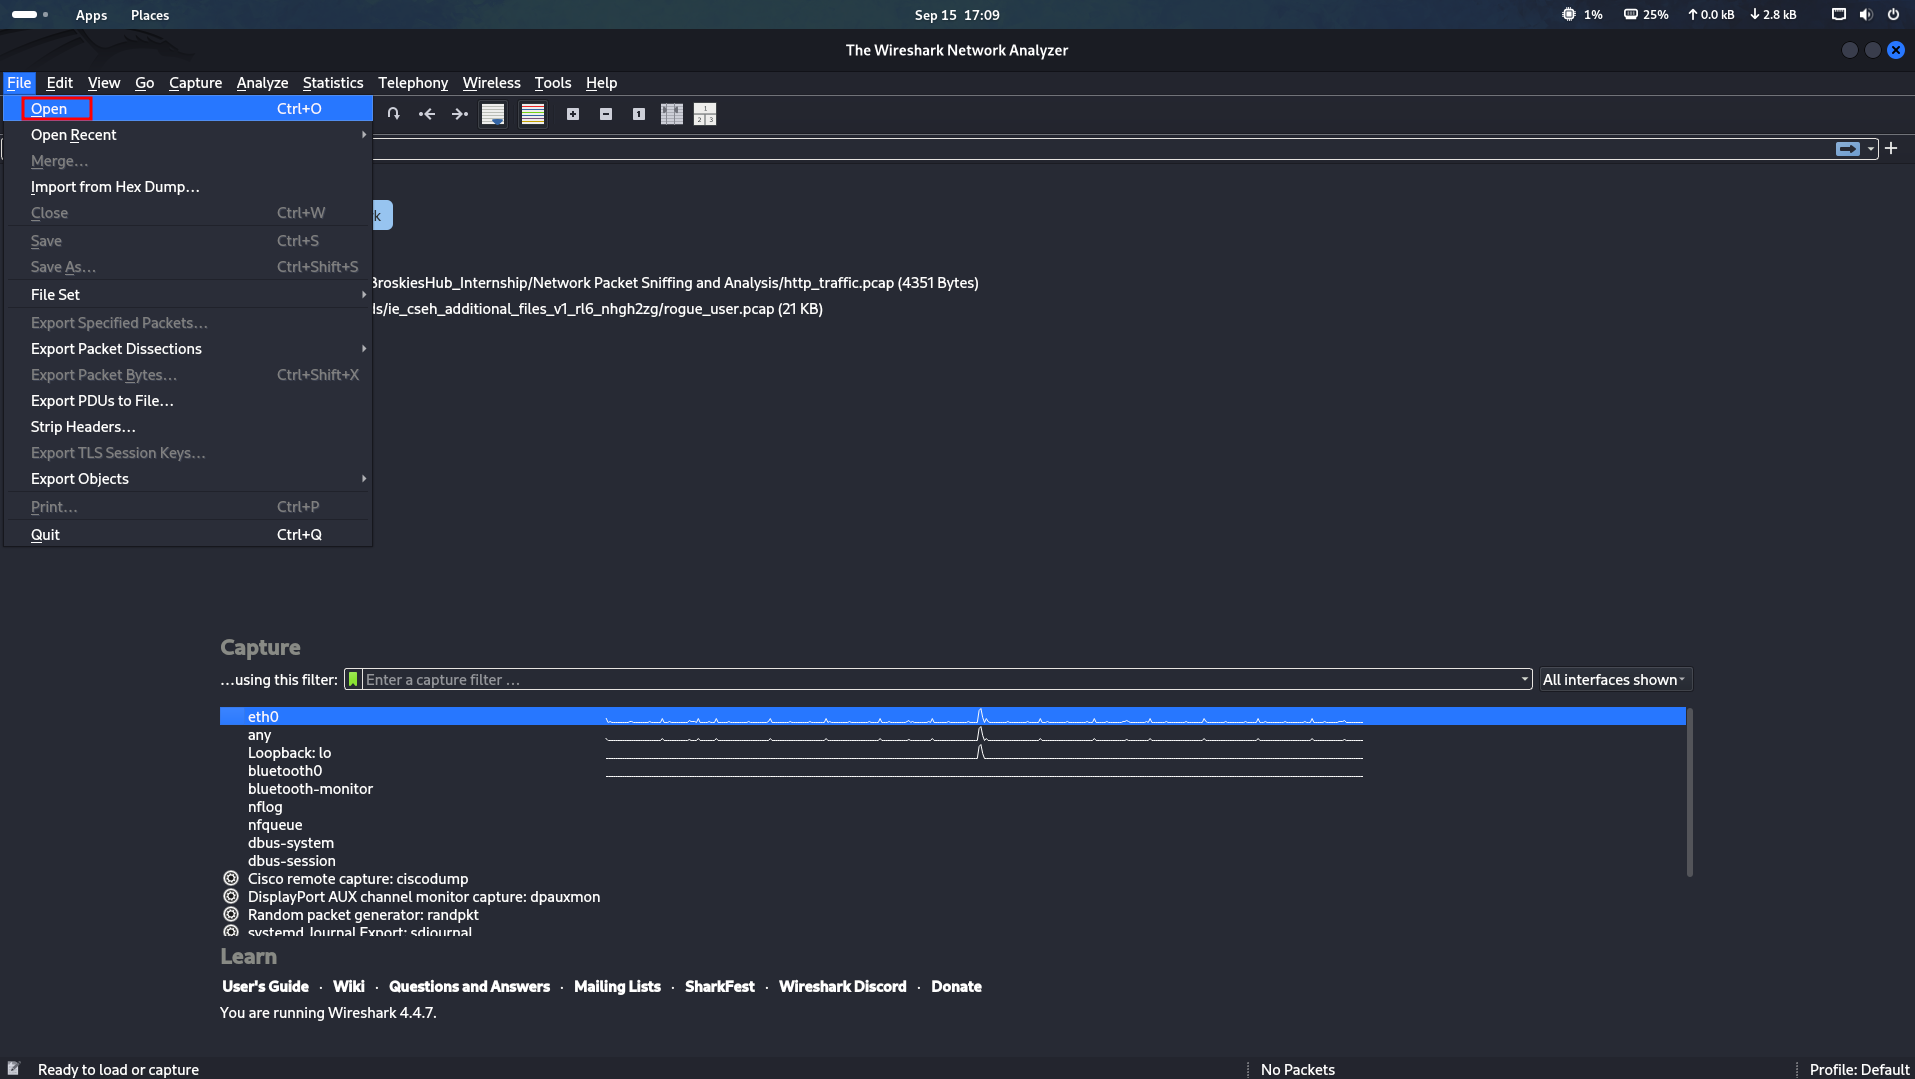 Apps Places Sep 15 17:09 1% 25% 0.0 kB 2.8 kB
The Wireshark Network Analyzer
File Edit View Go Capture Analyze Statistics Telephony Wireless Tools Help
Open Ctrl+O
Open Recent
Merge…
Import from Hex Dump…
Close Ctrl+W
k
Save Ctrl+S
Save As… Ctrl+Shift+S
BroskiesHub_Internship/Network Packet Sniffing and Analysis/http_traffic.pcap (4351 Bytes)
File Set
ds/ie_cseh_additional_files_v1_rl6_nhgh2zg/rogue_user.pcap (21 KB)
Export Specified Packets…
Export Packet Dissections
Export Packet Bytes… Ctrl+Shift+X
Export PDUs to File…
Strip Headers…
Export TLS Session Keys…
Export Objects
Print… Ctrl+P
Quit Ctrl+Q
Capture
…using this filter: Enter a capture filter … All interfaces shown
eth0
any
Loopback: lo
bluetooth0
bluetooth-monitor
nflog
nfqueue
dbus-system
dbus-session
Cisco remote capture: ciscodump
DisplayPort AUX channel monitor capture: dpauxmon
Random packet generator: randpkt
systemd Journal Export: sdjournal
Learn
User's Guide · Wiki · Questions and Answers · Mailing Lists · SharkFest · Wireshark Discord · Donate
You are running Wireshark 4.4.7.
Ready to load or capture No Packets Profile: Default